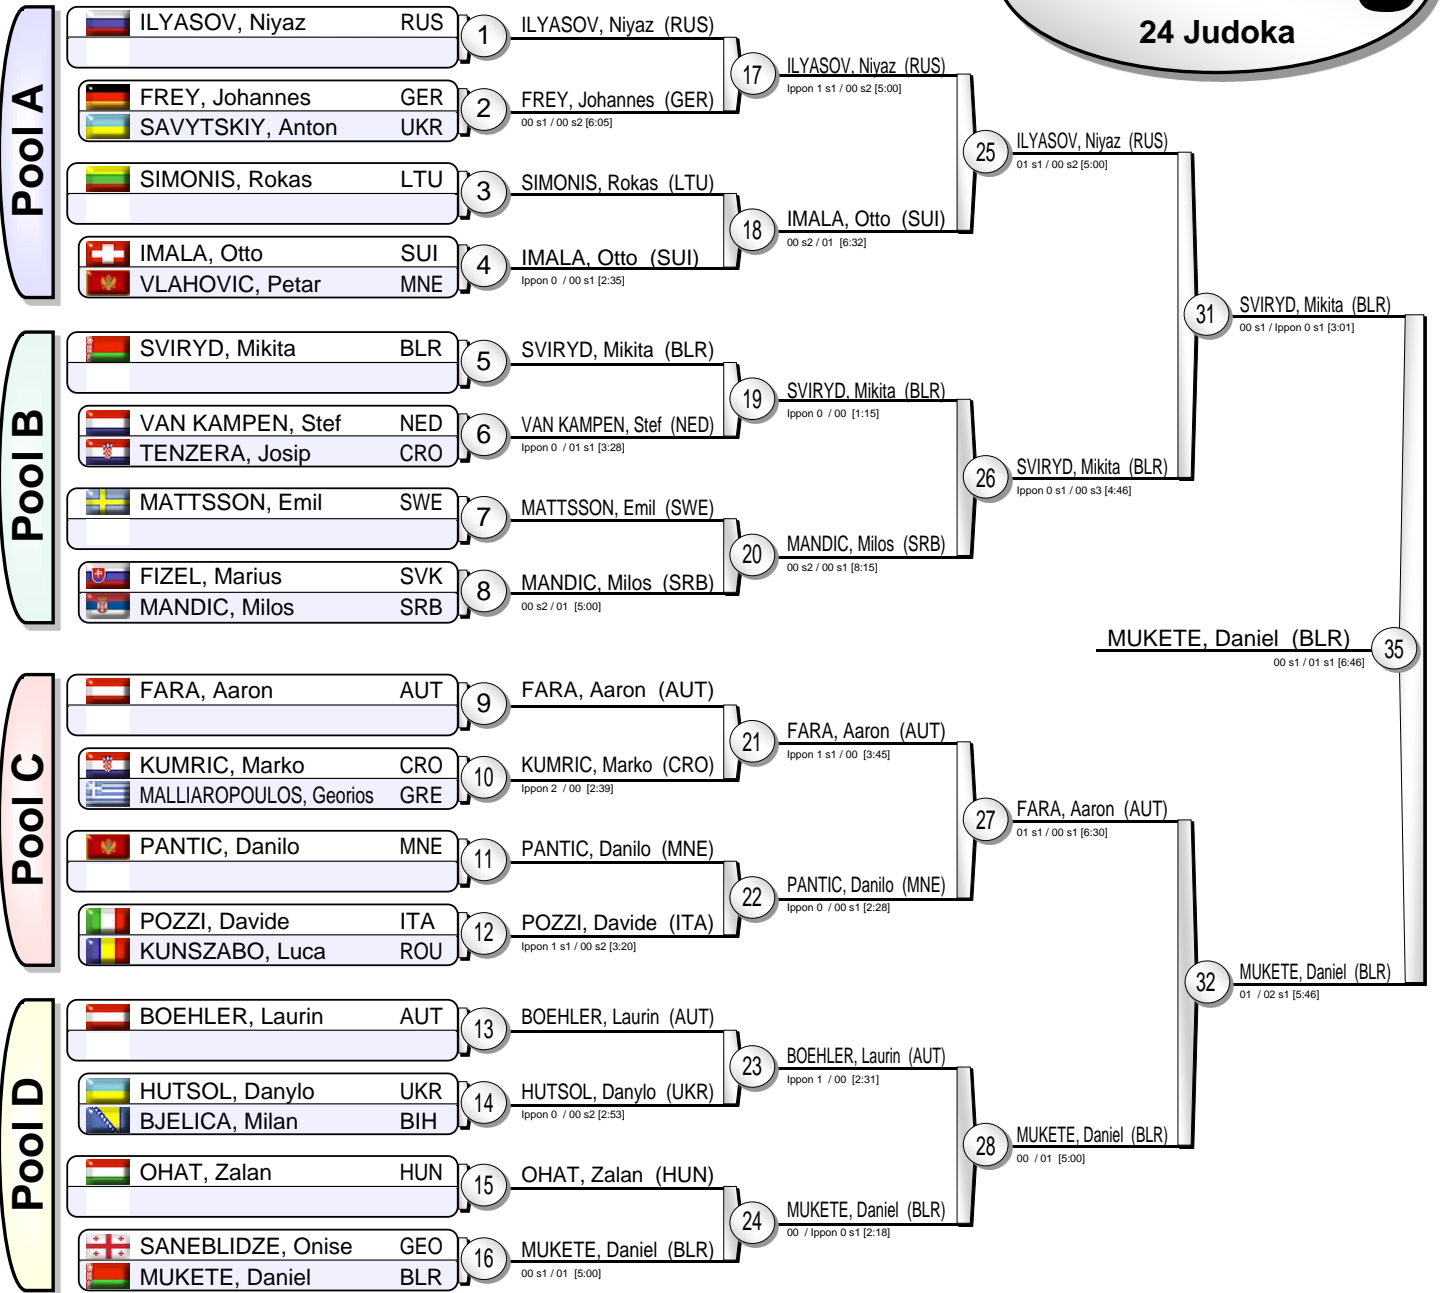 24 Judoka
Pool A
ILYASOV, Niyaz RUS
1
FREY, Johannes GER
SAVYTSKIY, Anton UKR
2
SIMONIS, Rokas LTU
3
IMALA, Otto SUI
VLAHOVIC, Petar MNE
4
Pool B
SVIRYD, Mikita BLR
5
VAN KAMPEN, Stef NED
TENZERA, Josip CRO
6
MATTSSON, Emil SWE
7
FIZEL, Marius SVK
MANDIC, Milos SRB
8
Pool C
FARA, Aaron AUT
9
KUMRIC, Marko CRO
MALLIAROPOULOS, Georios GRE
10
PANTIC, Danilo MNE
11
POZZI, Davide ITA
KUNSZABO, Luca ROU
12
Pool D
BOEHLER, Laurin AUT
13
HUTSOL, Danylo UKR
BJELICA, Milan BIH
14
OHAT, Zalan HUN
15
SANEBLIDZE, Onise GEO
MUKETE, Daniel BLR
16
ILYASOV, Niyaz (RUS)
FREY, Johannes (GER)
00 s1 / 00 s2 [6:05]
17
SIMONIS, Rokas (LTU)
IMALA, Otto (SUI)
Ippon 0 / 00 s1 [2:35]
18
SVIRYD, Mikita (BLR)
VAN KAMPEN, Stef (NED)
Ippon 0 / 01 s1 [3:28]
19
MATTSSON, Emil (SWE)
MANDIC, Milos (SRB)
00 s2 / 01 [5:00]
20
FARA, Aaron (AUT)
KUMRIC, Marko (CRO)
Ippon 2 / 00 [2:39]
21
PANTIC, Danilo (MNE)
POZZI, Davide (ITA)
Ippon 1 s1 / 00 s2 [3:20]
22
BOEHLER, Laurin (AUT)
HUTSOL, Danylo (UKR)
Ippon 0 / 00 s2 [2:53]
23
OHAT, Zalan (HUN)
MUKETE, Daniel (BLR)
00 s1 / 01 [5:00]
24
ILYASOV, Niyaz (RUS)
Ippon 1 s1 / 00 s2 [5:00]
IMALA, Otto (SUI)
00 s2 / 01 [6:32]
25
SVIRYD, Mikita (BLR)
Ippon 0 / 00 [1:15]
MANDIC, Milos (SRB)
00 s2 / 00 s1 [8:15]
26
FARA, Aaron (AUT)
Ippon 1 s1 / 00 [3:45]
PANTIC, Danilo (MNE)
Ippon 0 / 00 s1 [2:28]
27
BOEHLER, Laurin (AUT)
Ippon 1 / 00 [2:31]
MUKETE, Daniel (BLR)
00 / Ippon 0 s1 [2:18]
28
ILYASOV, Niyaz (RUS)
01 s1 / 00 s2 [5:00]
SVIRYD, Mikita (BLR)
Ippon 0 s1 / 00 s3 [4:46]
31
FARA, Aaron (AUT)
01 s1 / 00 s1 [6:30]
MUKETE, Daniel (BLR)
00 / 01 [5:00]
32
SVIRYD, Mikita (BLR)
00 s1 / Ippon 0 s1 [3:01]
MUKETE, Daniel (BLR)
01 / 02 s1 [5:46]
MUKETE, Daniel (BLR)
00 s1 / 01 s1 [6:46]
35